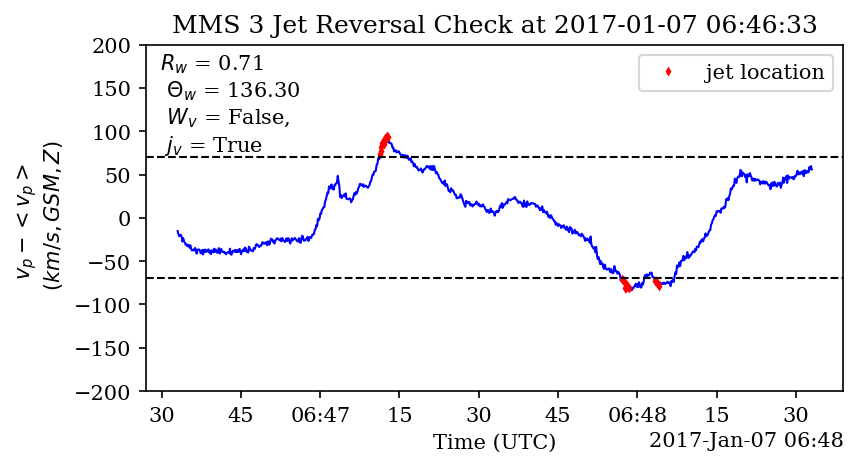 MMS 3 Jet Reversal Check at 2017-01-07 06:46:33
R_w = 0.71
Θ_w = 136.30
W_v = False,
j_v = True
jet location
v_p − < v_p >
(km/s, GSM, Z)
200
150
100
50
0
−50
−100
−150
−200
30 45 06:47 15 30 45 06:48 15 30
Time (UTC)
2017-Jan-07 06:48